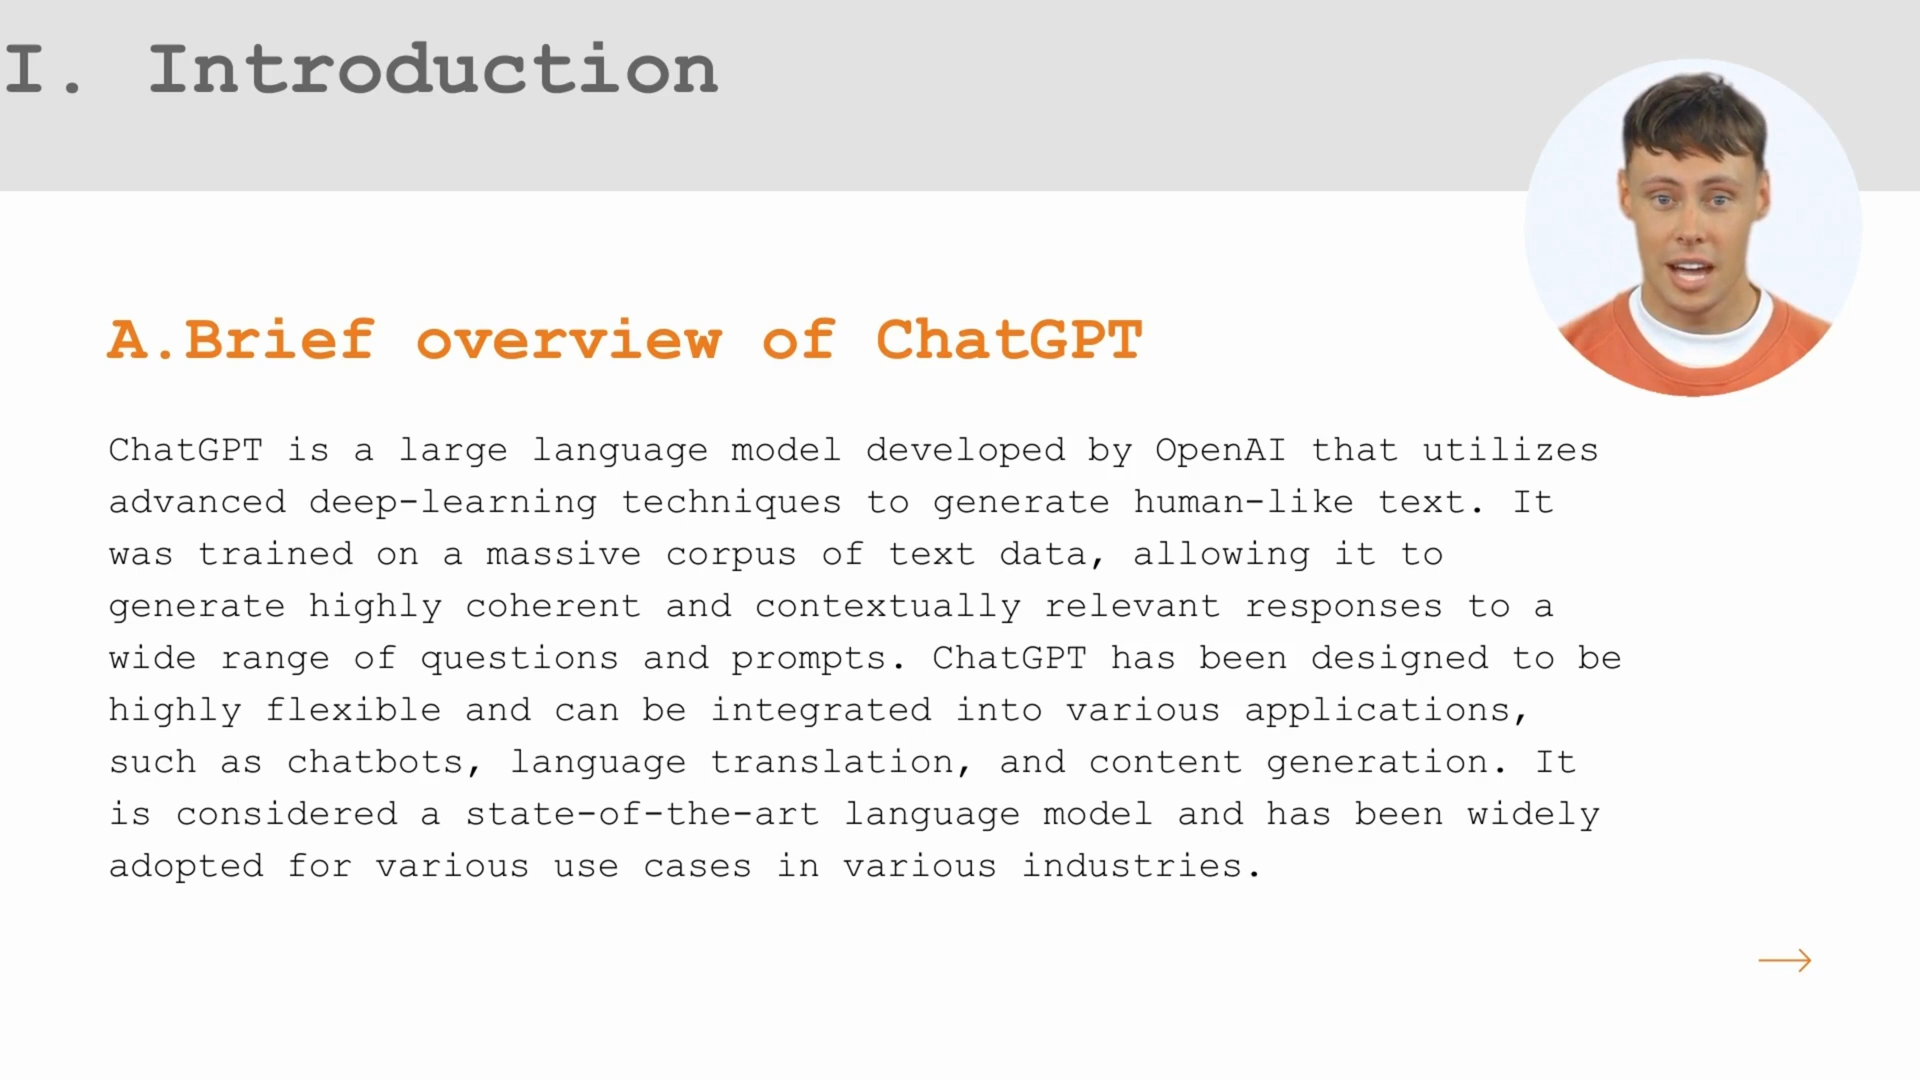 I. Introduction
A.Brief overview of ChatGPT
ChatGPT is a large language model developed by OpenAI that utilizes
advanced deep-learning techniques to generate human-like text. It
was trained on a massive corpus of text data, allowing it to
generate highly coherent and contextually relevant responses to a
wide range of questions and prompts. ChatGPT has been designed to be
highly flexible and can be integrated into various applications,
such as chatbots, language translation, and content generation. It
is considered a state-of-the-art language model and has been widely
adopted for various use cases in various industries.